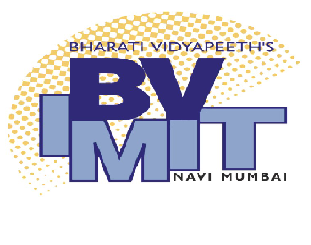 BHARATI VIDYAPEETH'S
BV
IMIT
NAVI MUMBAI